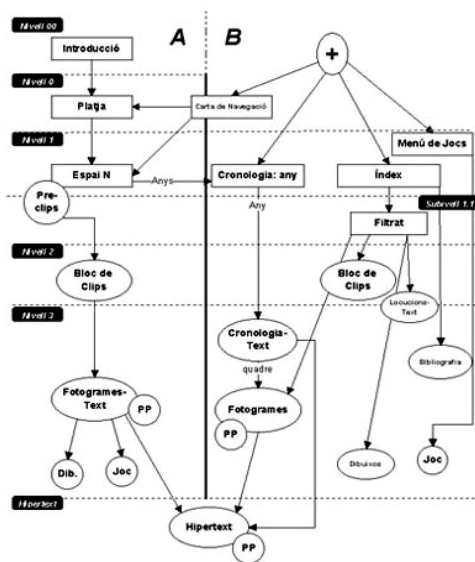 Nivell 00
Introducció
A
B
+
Nivell 0
Platja
Carta de Navegació
Nivell 1
Menú de Jocs
Espai N
Anys
Cronologia: any
Índex
Pre-
clips
Any
Subnivell 1.1
Filtrat
Nivell 2
Bloc de
Clips
Bloc de
Clips
Locucions-
Text
Nivell 3
Cronologia-
Text
Bibliografia
quadre
Fotogrames-
Text
PP
Fotogrames
PP
Dib.
Joc
Dibuixos
Joc
Hipertext
Hipertext
PP